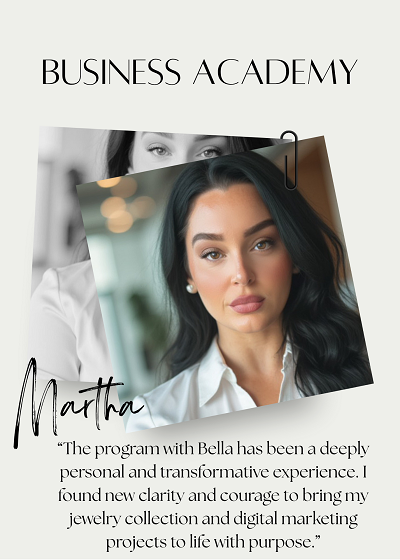 BUSINESS ACADEMY
Martha
“The program with Bella has been a deeply
personal and transformative experience. I
found new clarity and courage to bring my
jewelry collection and digital marketing
projects to life with purpose.”